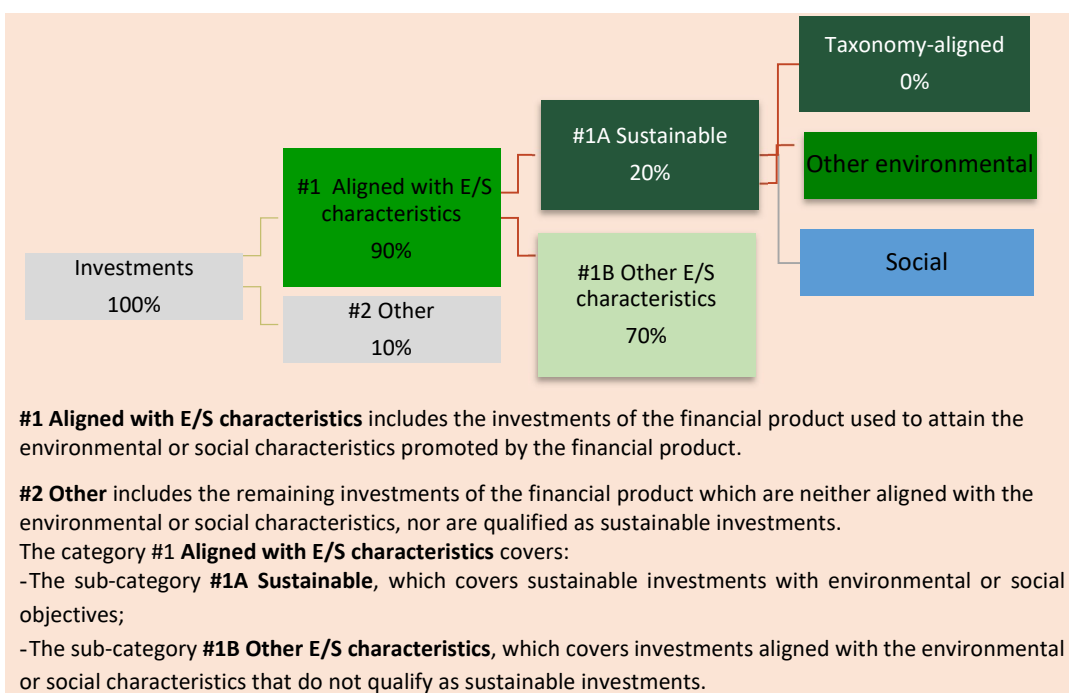 Taxonomy-aligned
0%
#1A Sustainable
20%
Other environmental
#1 Aligned with E/S
characteristics
90%
Social
Investments
100%
#1B Other E/S
characteristics
70%
#2 Other
10%
#1 Aligned with E/S characteristics includes the investments of the financial product used to attain the
environmental or social characteristics promoted by the financial product.
#2 Other includes the remaining investments of the financial product which are neither aligned with the
environmental or social characteristics, nor are qualified as sustainable investments.
The category #1 Aligned with E/S characteristics covers:
-The sub-category #1A Sustainable, which covers sustainable investments with environmental or social
objectives;
-The sub-category #1B Other E/S characteristics, which covers investments aligned with the environmental
or social characteristics that do not qualify as sustainable investments.